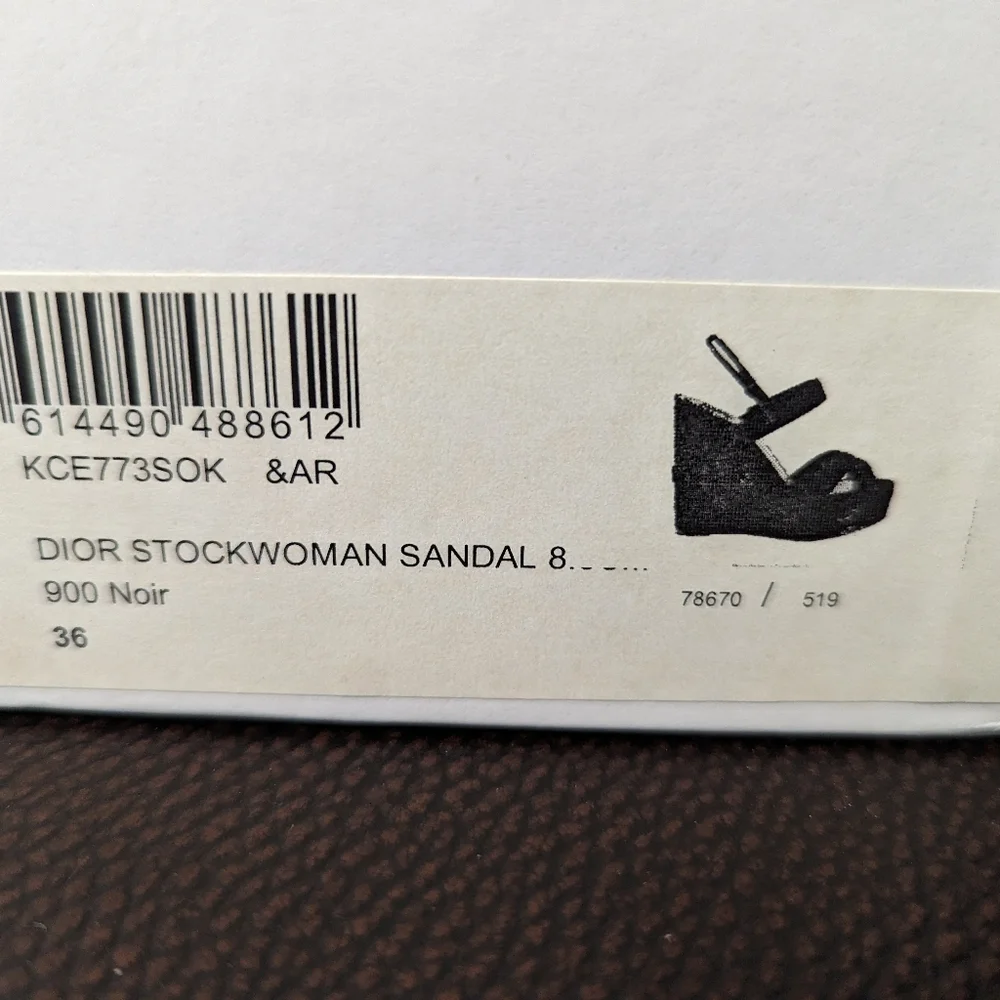 614490 488612
KCE773SOK &AR
DIOR STOCKWOMAN SANDAL
900 Noir
78670 / 519
36